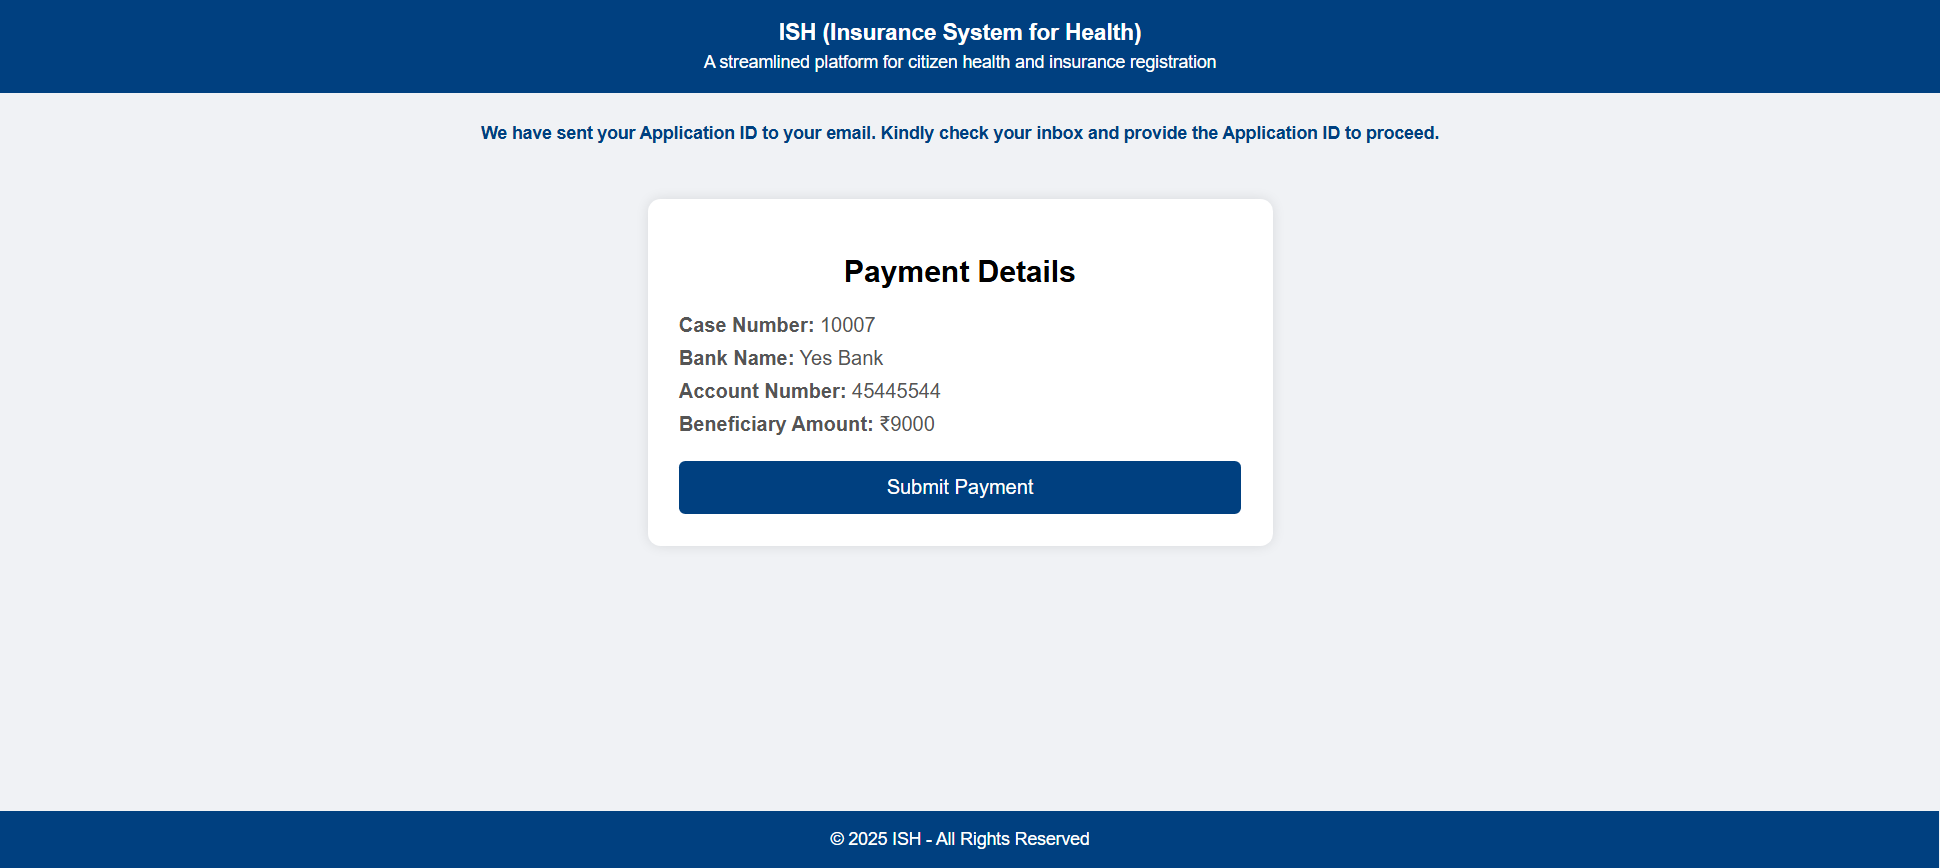 ISH (Insurance System for Health)
A streamlined platform for citizen health and insurance registration
We have sent your Application ID to your email. Kindly check your inbox and provide the Application ID to proceed.
Payment Details
Case Number: 10007
Bank Name: Yes Bank
Account Number: 45445544
Beneficiary Amount: ₹9000
Submit Payment
© 2025 ISH - All Rights Reserved